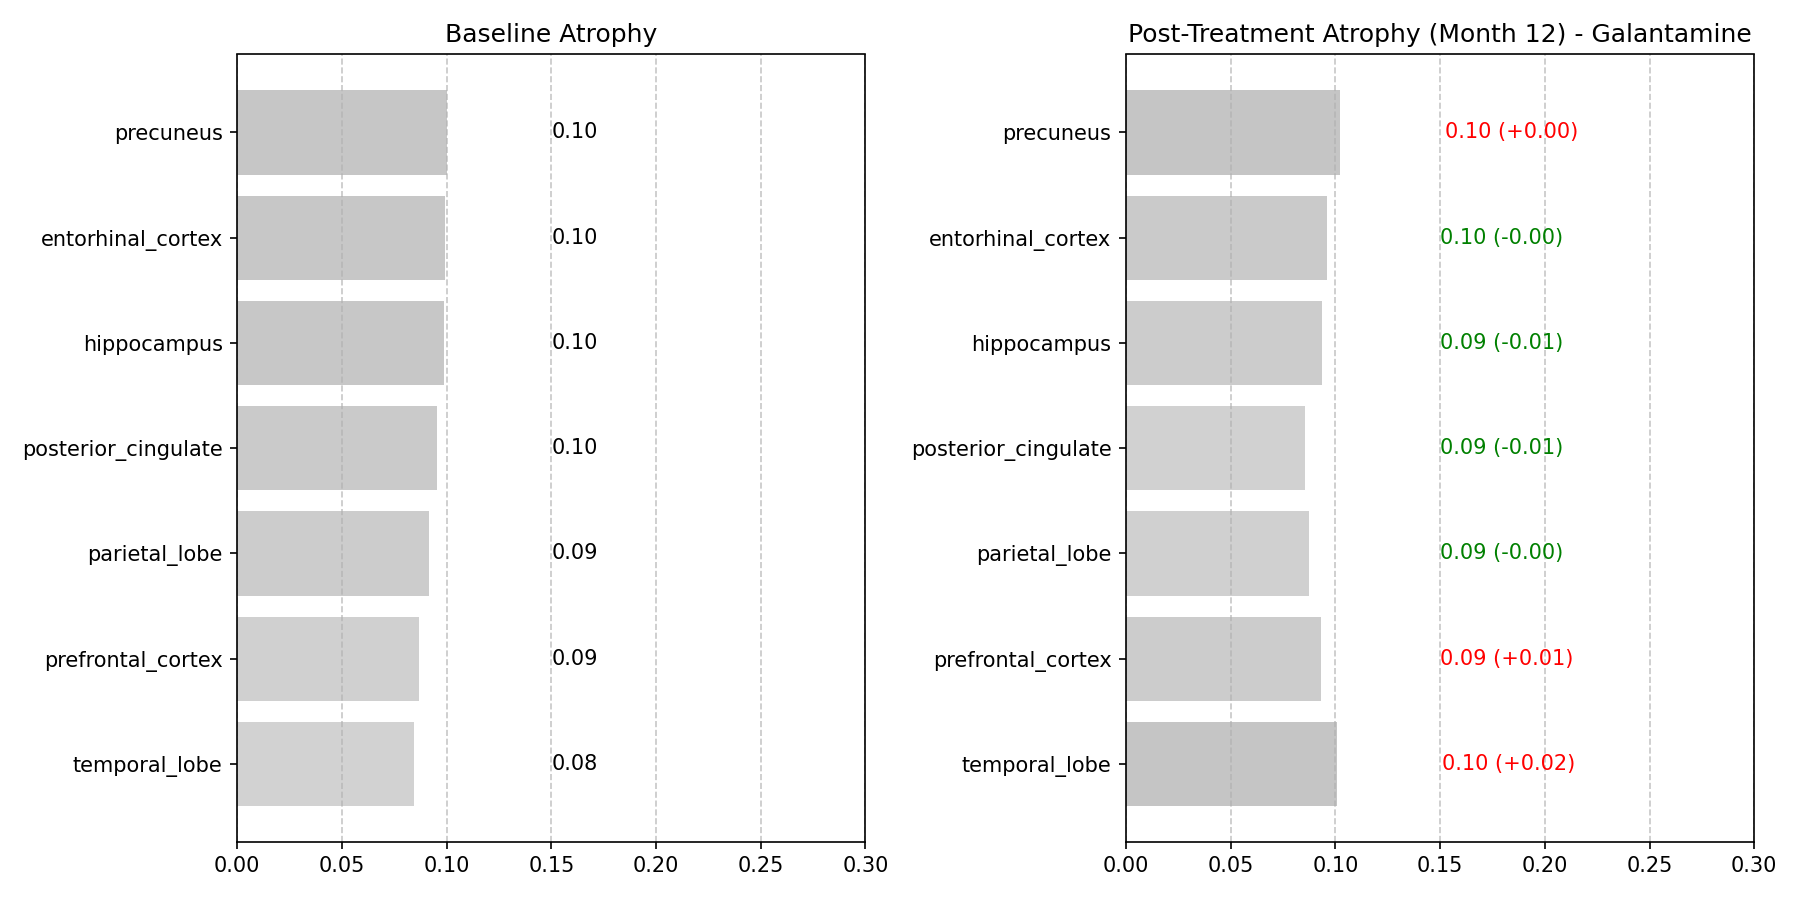 Baseline Atrophy
precuneus 0.10
entorhinal_cortex 0.10
hippocampus 0.10
posterior_cingulate 0.10
parietal_lobe 0.09
prefrontal_cortex 0.09
temporal_lobe 0.08
0.00 0.05 0.10 0.15 0.20 0.25 0.30
Post-Treatment Atrophy (Month 12) - Galantamine
precuneus 0.10 (+0.00)
entorhinal_cortex 0.10 (-0.00)
hippocampus 0.09 (-0.01)
posterior_cingulate 0.09 (-0.01)
parietal_lobe 0.09 (-0.00)
prefrontal_cortex 0.09 (+0.01)
temporal_lobe 0.10 (+0.02)
0.00 0.05 0.10 0.15 0.20 0.25 0.30